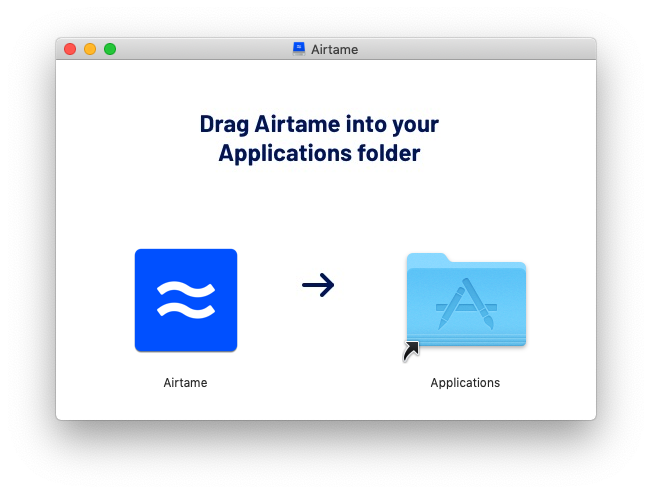 Airtame
Drag Airtame into your
Applications folder
Airtame
Applications